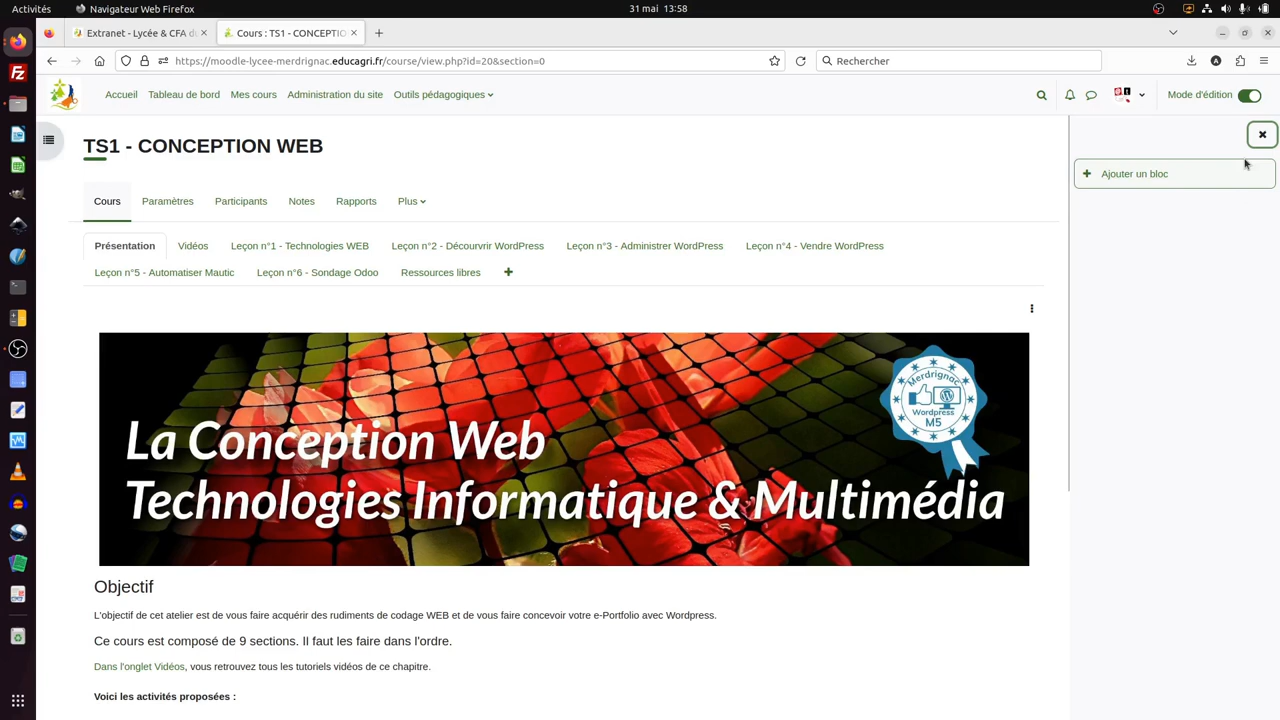 Activités
Navigateur Web Firefox
31 mai 13:58
Extranet - Lycée & CFA d
Cours : TS1 - CONCEPTIO
https://moodle-lycee-merdrignac.educagri.fr/course/view.php?id=20&section=0
Rechercher
Accueil
Tableau de bord
Mes cours
Administration du site
Outils pédagogiques
Mode d'édition
TS1 - CONCEPTION WEB
Ajouter un bloc
Cours
Paramètres
Participants
Notes
Rapports
Plus
Présentation
Vidéos
Leçon n°1 - Technologies WEB
Leçon n°2 - Découvrvrir WordPress
Leçon n°3 - Administrer WordPress
Leçon n°4 - Vendre WordPress
Leçon n°5 - Automatiser Mautic
Leçon n°6 - Sondage Odoo
Ressources libres
Merdrignac
Wordpress
M5
La Conception Web
Technologies Informatique & Multimédia
Objectif
L'objectif de cet atelier est de vous faire acquérir des rudiments de codage WEB et de vous faire concevoir votre e-Portfolio avec Wordpress.
Ce cours est composé de 9 sections. Il faut les faire dans l'ordre.
Dans l'onglet Vidéos, vous retrouvez tous les tutoriels vidéos de ce chapitre.
Voici les activités proposées :